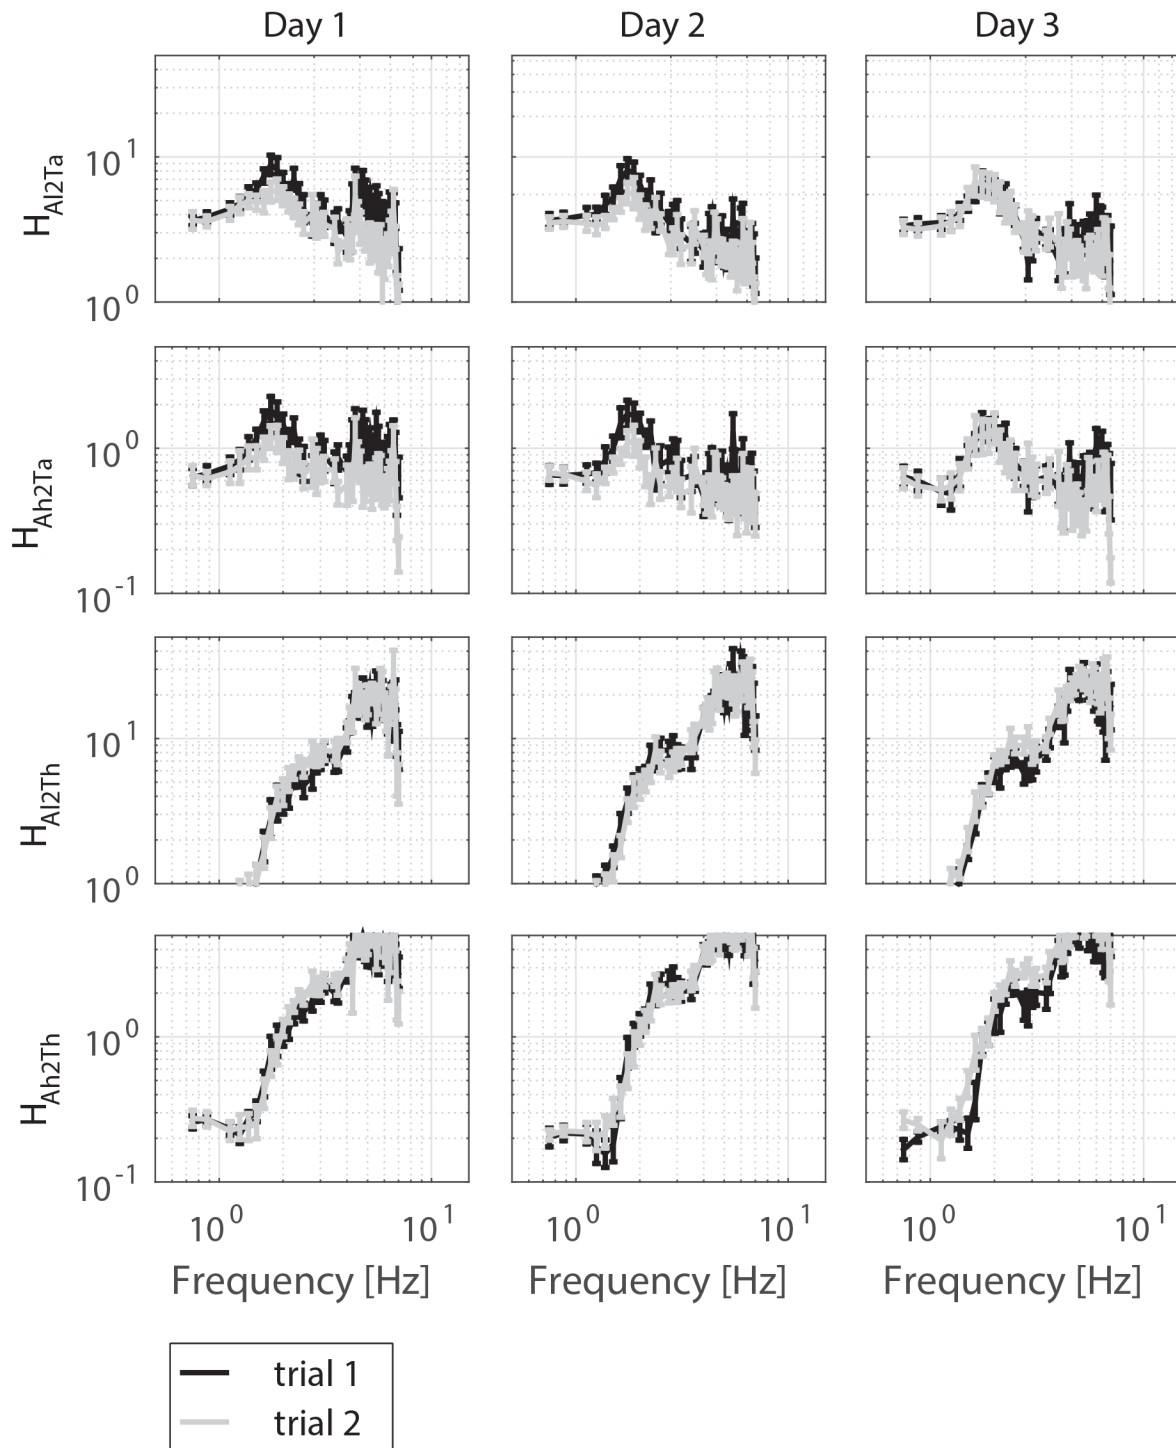 Day 1 Day 2 Day 3
H_Al2Ta
10^1
10^0
H_Ah2Ta
10^0
10^-1
H_Al2Th
10^1
10^0
H_Ah2Th
10^0
10^-1
10^0 10^1 10^0 10^1 10^0 10^1
Frequency [Hz] Frequency [Hz] Frequency [Hz]
trial 1
trial 2